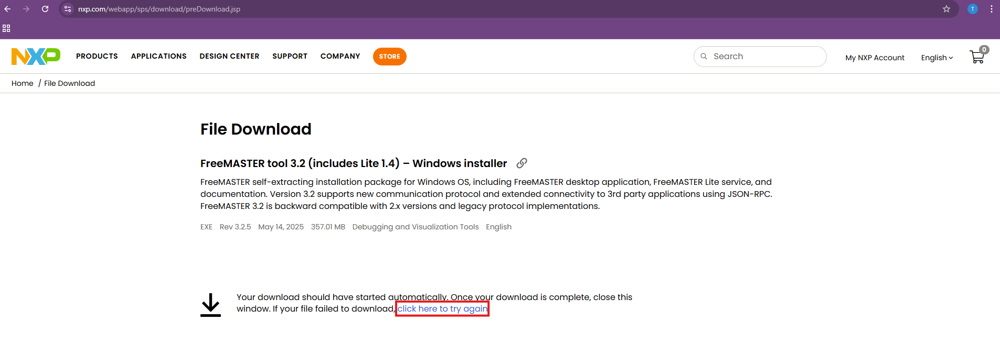 nxp.com/webapp/sps/download/preDownload.jsp
T
NXP
PRODUCTS APPLICATIONS DESIGN CENTER SUPPORT COMPANY STORE Search My NXP Account English 0
Home / File Download
File Download
FreeMASTER tool 3.2 (includes Lite 1.4) – Windows installer
FreeMASTER self-extracting installation package for Windows OS, including FreeMASTER desktop application, FreeMASTER Lite service, and
documentation. Version 3.2 supports new communication protocol and extended connectivity to 3rd party applications using JSON-RPC.
FreeMASTER 3.2 is backward compatible with 2.x versions and legacy protocol implementations.
EXE Rev 3.2.5 May 14, 2025 357.01 MB Debugging and Visualization Tools English
Your download should have started automatically. Once your download is complete, close this
window. If your file failed to download, click here to try again